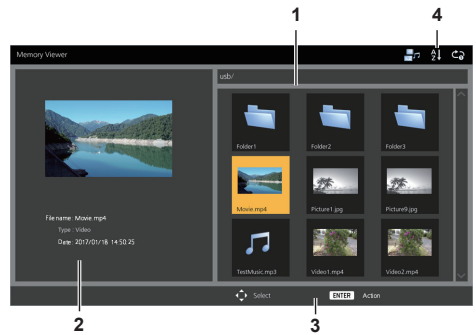 1
4
Memory Viewer
A
Z
usb/
Folder1
Folder2
Folder3
Movie.mp4
Picture1.jpg
Picture9.jpg
File name : Movie.mp4
Type : Video
Date : 2017/01/18 14:50:25
TestMusic.mp3
Video1.mp4
Video2.mp4
Select
ENTER
Action
2
3